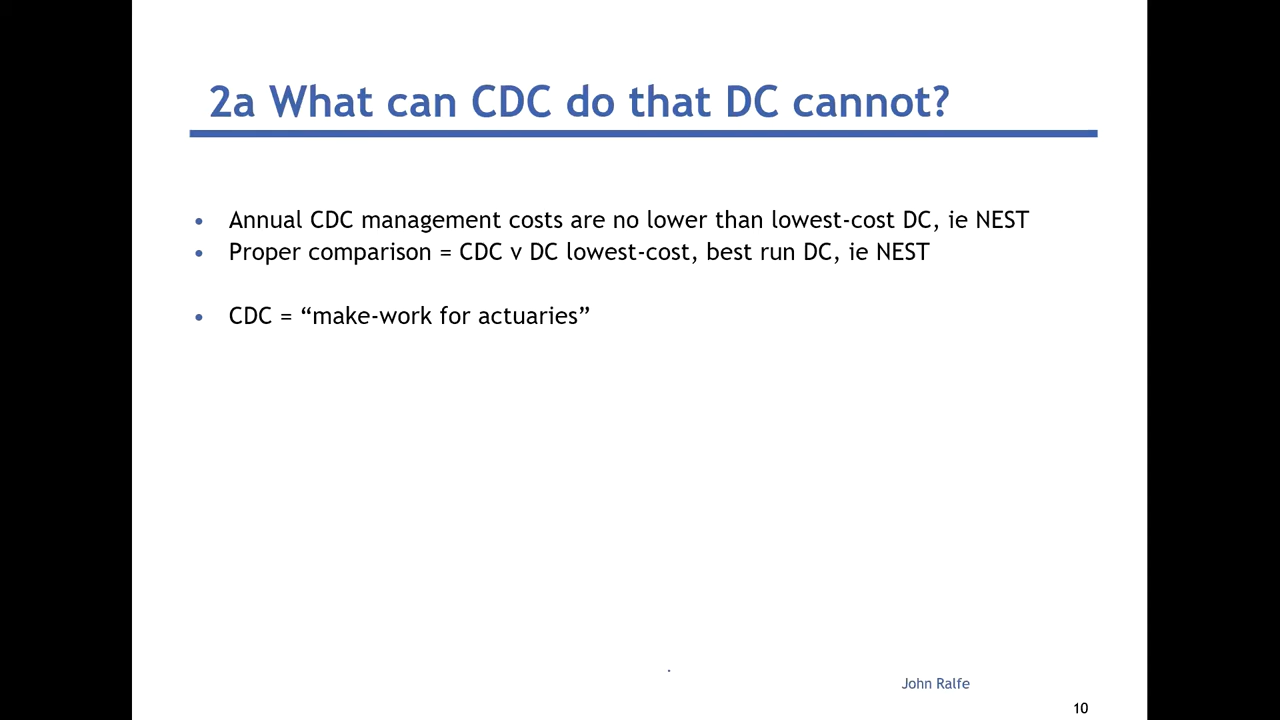 2a What can CDC do that DC cannot?
• Annual CDC management costs are no lower than lowest-cost DC, ie NEST
• Proper comparison = CDC v DC lowest-cost, best run DC, ie NEST
• CDC = “make-work for actuaries”
.
John Ralfe
10